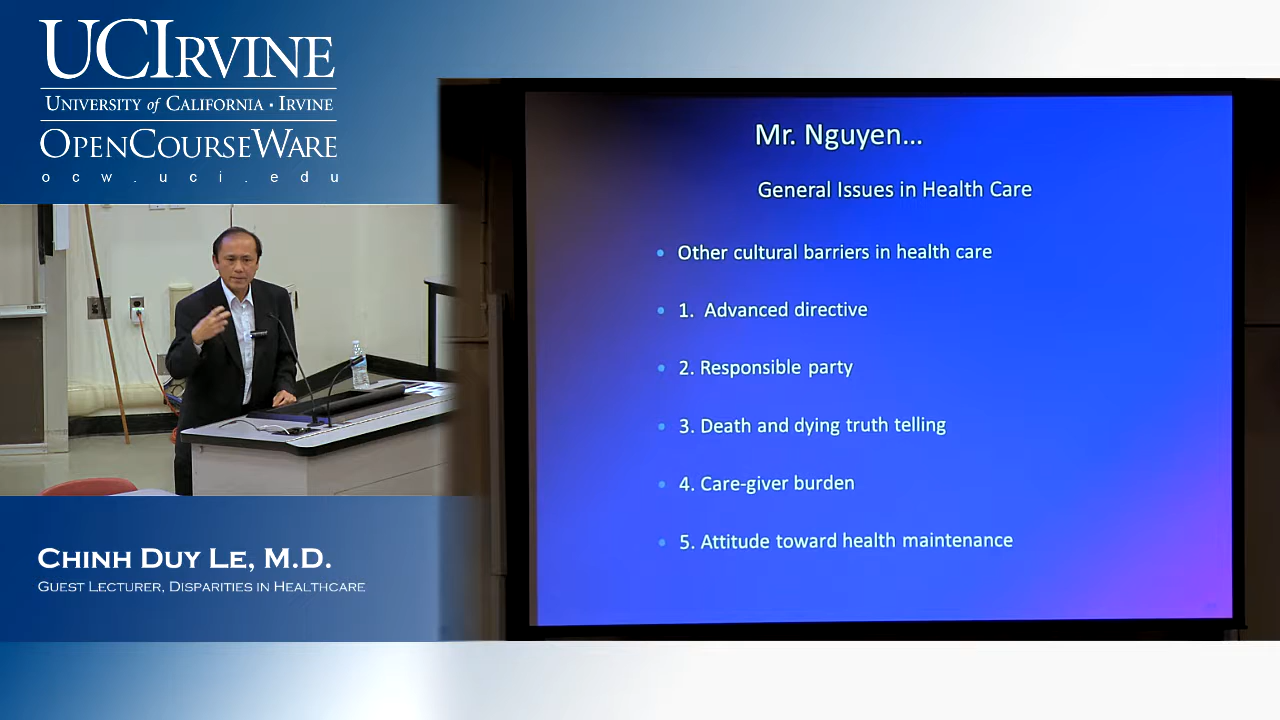 UCIRVINE
UNIVERSITY of CALIFORNIA · IRVINE
OPENCOURSEWARE
ocw.uci.edu
Mr. Nguyen...
General Issues in Health Care
• Other cultural barriers in health care
• 1. Advanced directive
• 2. Responsible party
• 3. Death and dying truth telling
• 4. Care-giver burden
• 5. Attitude toward health maintenance
CHINH DUY LE, M.D.
GUEST LECTURER, DISPARITIES IN HEALTHCARE